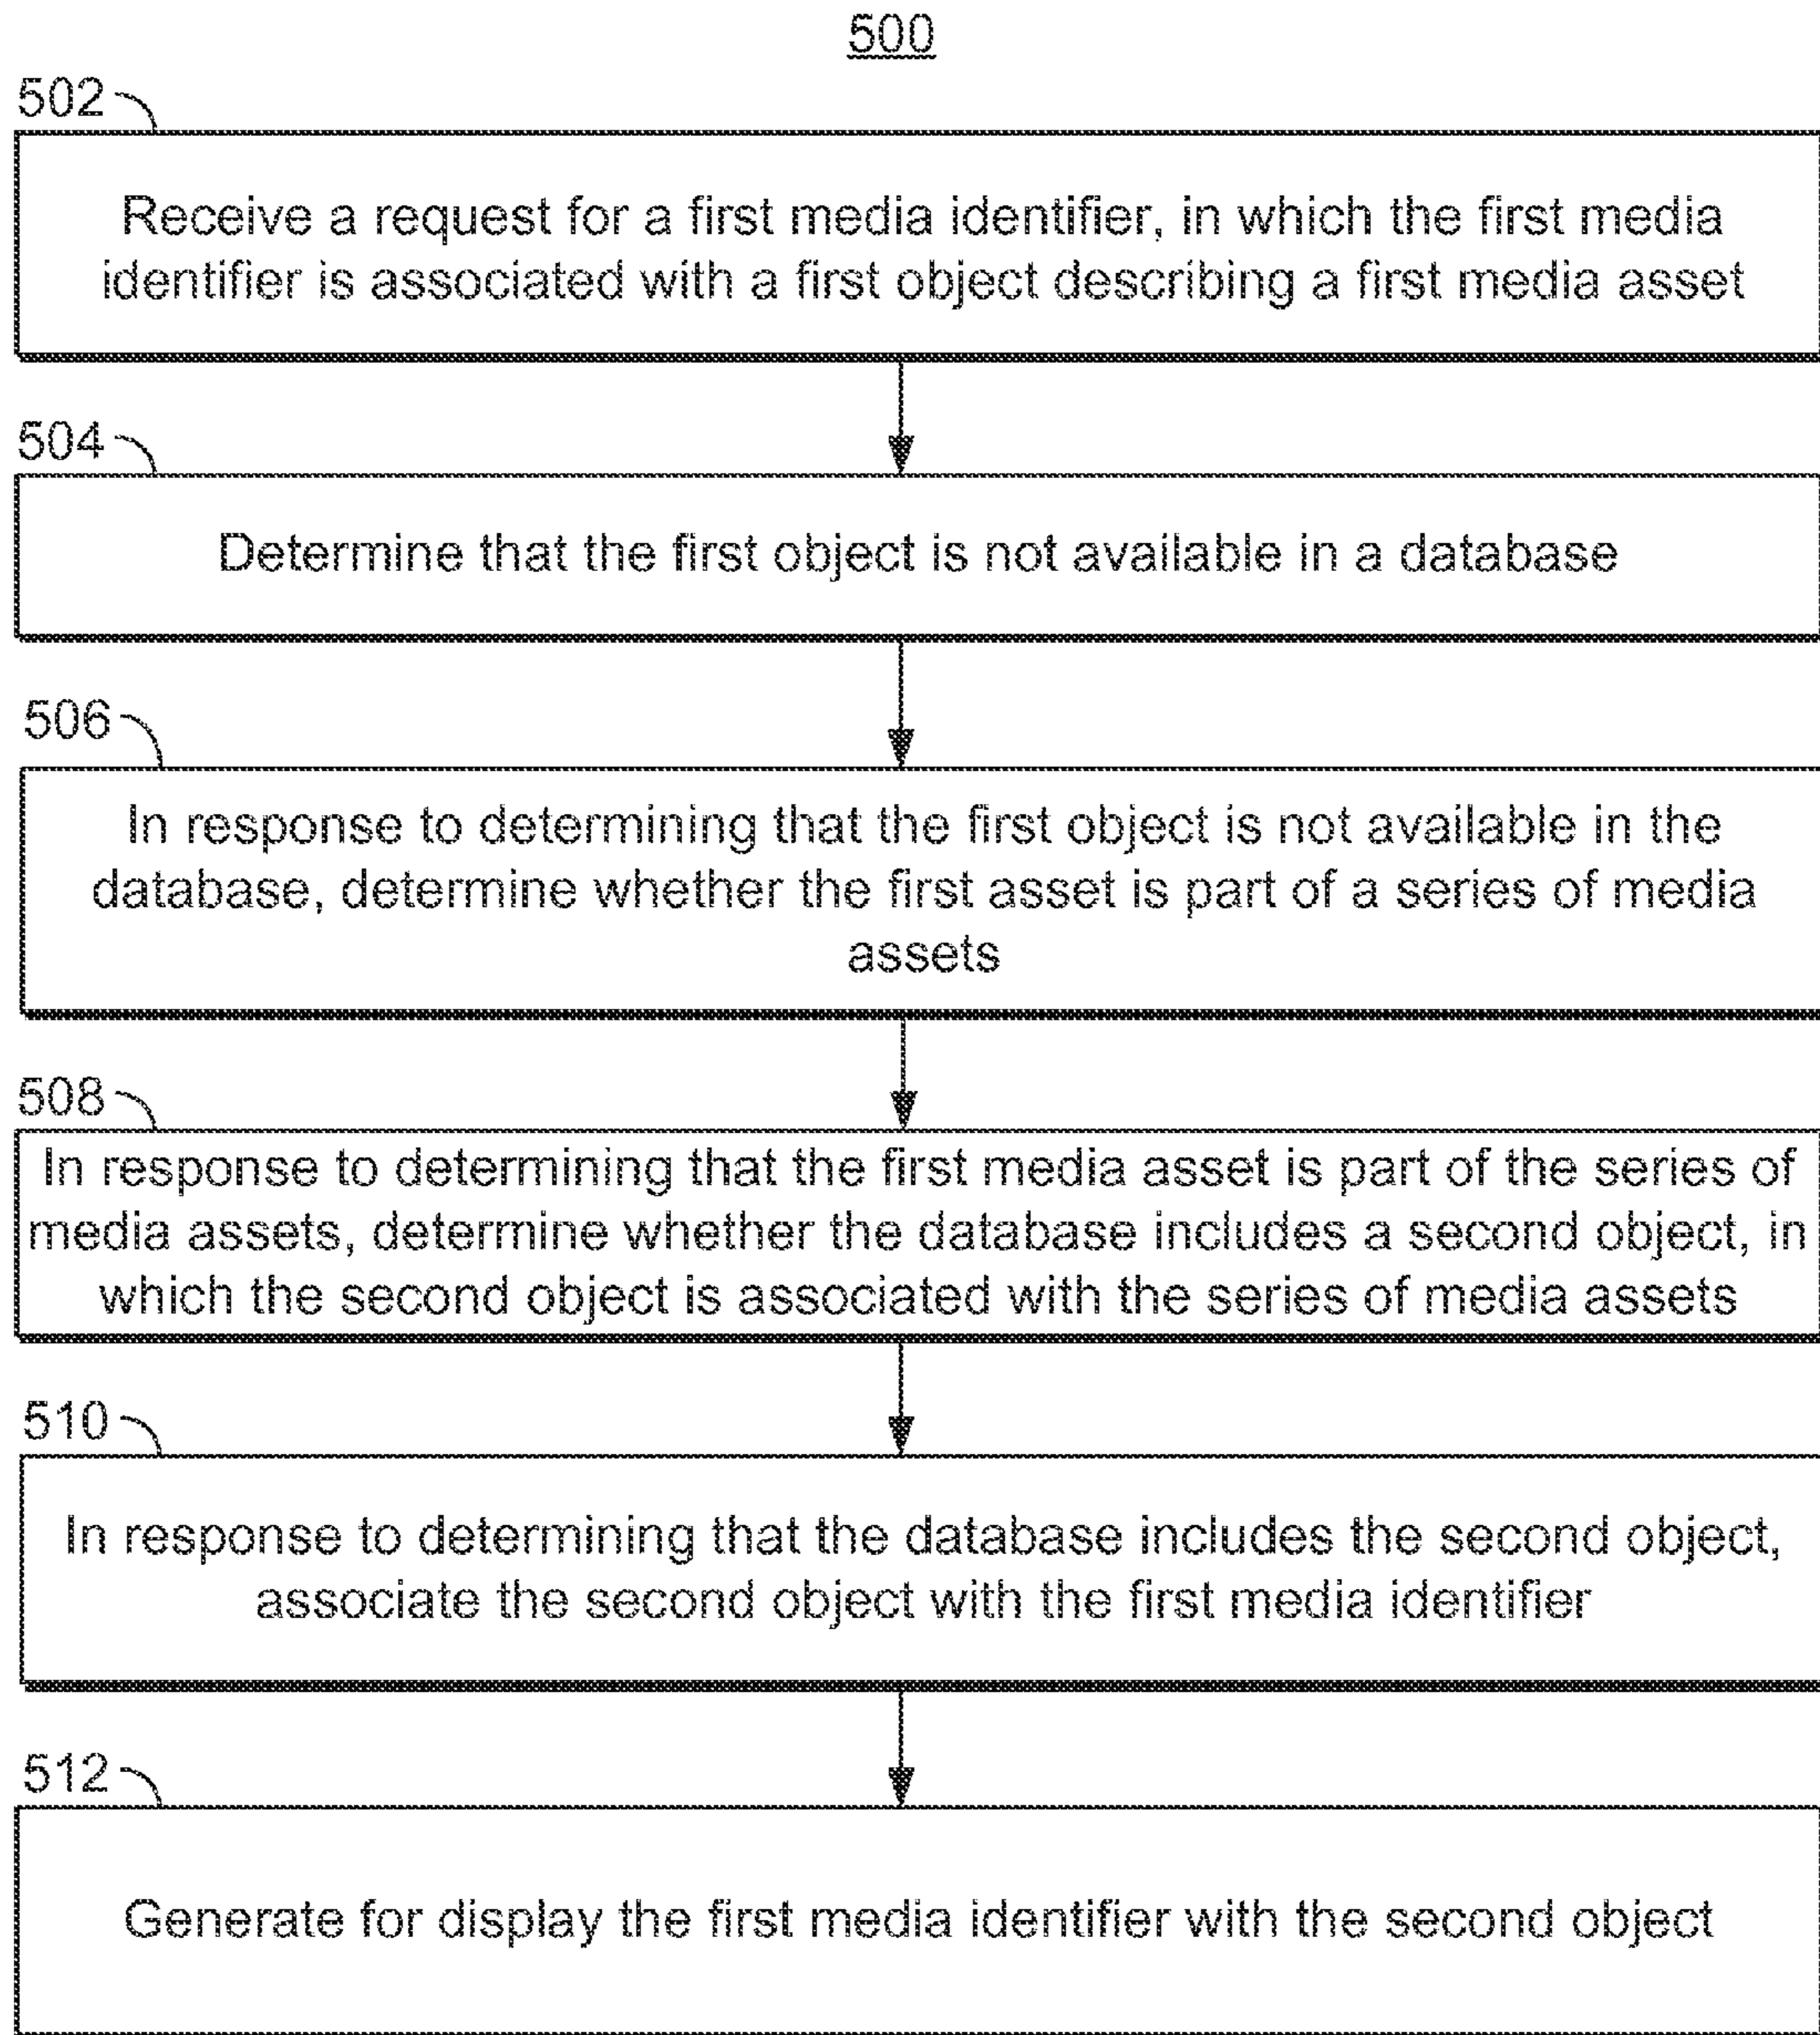 500
502
Receive a request for a first media identifier, in which the first media
identifier is associated with a first object describing a first media asset
504
Determine that the first object is not available in a database
506
In response to determining that the first object is not available in the
database, determine whether the first asset is part of a series of media
assets
508
In response to determining that the first media asset is part of the series of
media assets, determine whether the database includes a second object, in
which the second object is associated with the series of media assets
510
In response to determining that the database includes the second object,
associate the second object with the first media identifier
512
Generate for display the first media identifier with the second object